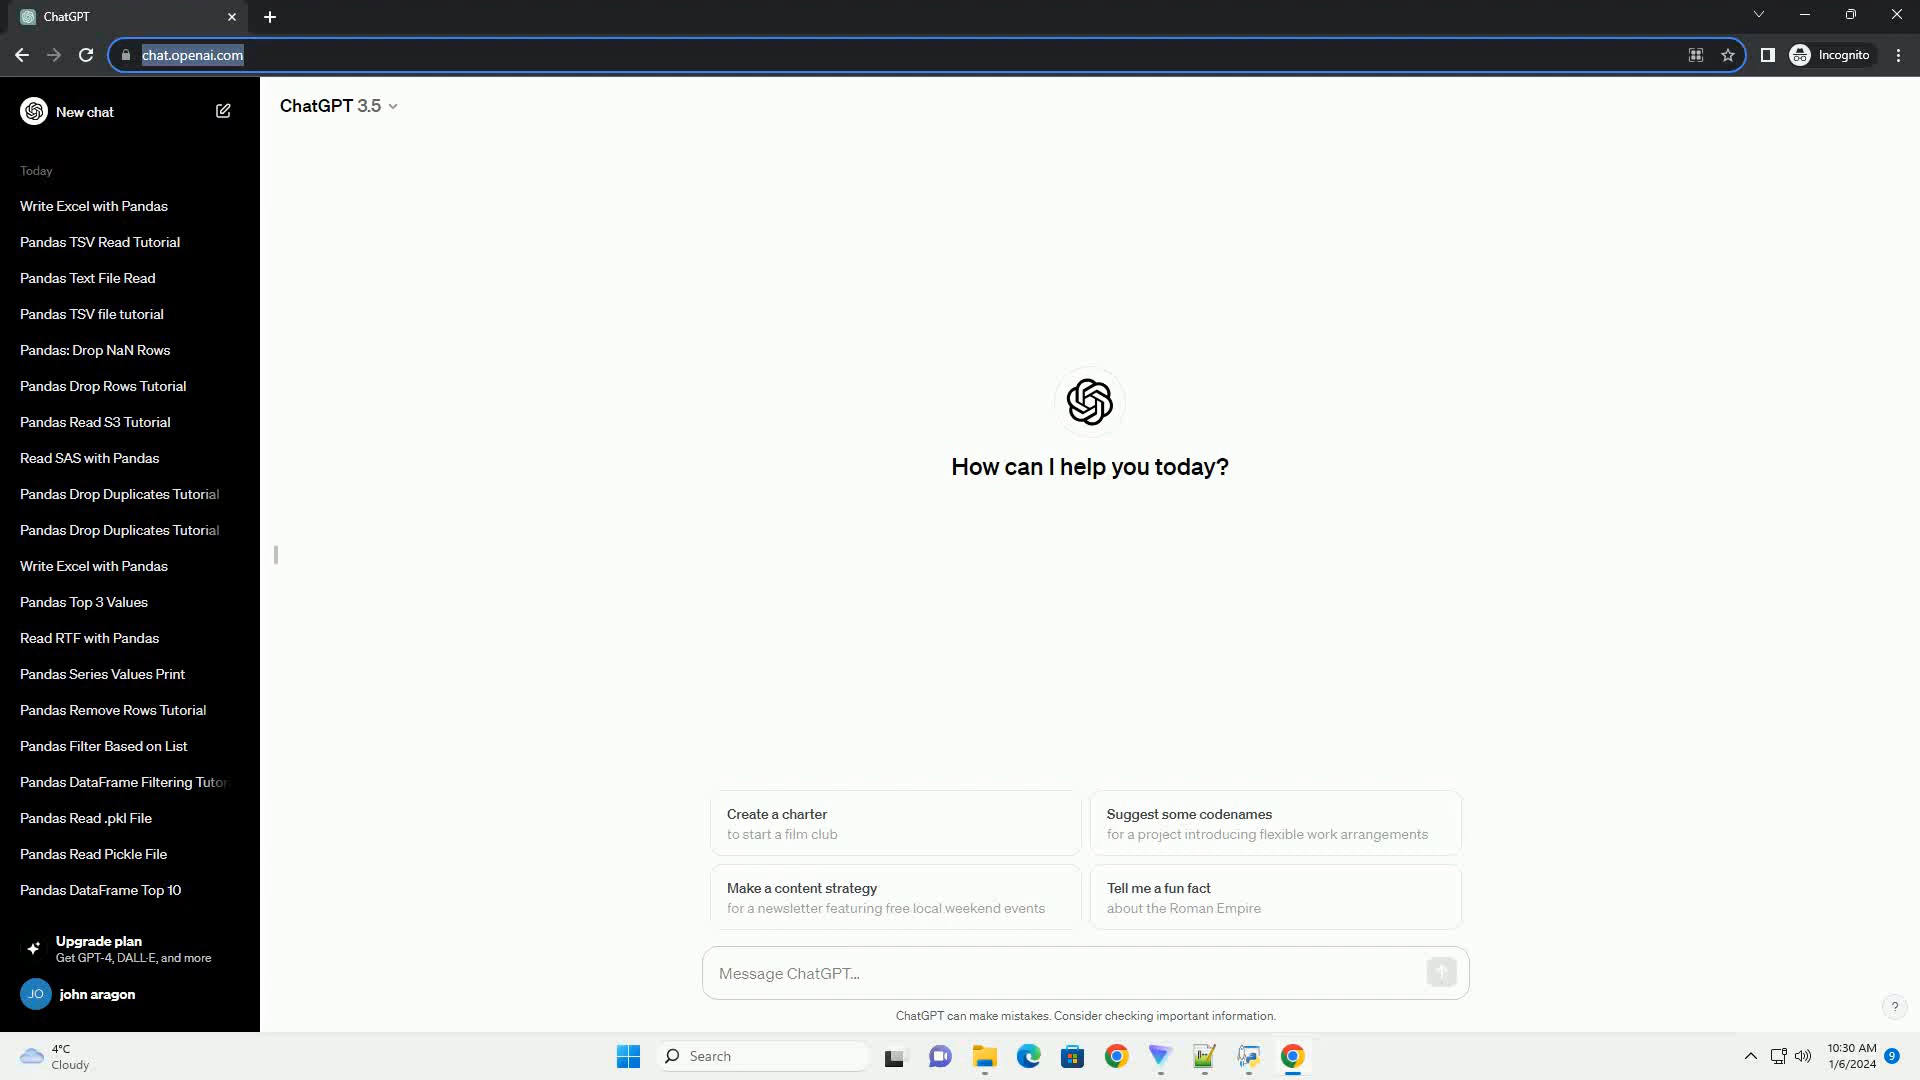 ChatGPT
chat.openai.com
Incognito
New chat
ChatGPT 3.5
Today
Write Excel with Pandas
Pandas TSV Read Tutorial
Pandas Text File Read
Pandas TSV file tutorial
Pandas: Drop NaN Rows
Pandas Drop Rows Tutorial
Pandas Read S3 Tutorial
Read SAS with Pandas
Pandas Drop Duplicates Tutorial
Pandas Drop Duplicates Tutorial
Write Excel with Pandas
Pandas Top 3 Values
Read RTF with Pandas
Pandas Series Values Print
Pandas Remove Rows Tutorial
Pandas Filter Based on List
Pandas DataFrame Filtering Tutor
Pandas Read .pkl File
Pandas Read Pickle File
Pandas DataFrame Top 10
Upgrade plan
Get GPT-4, DALL·E, and more
JO john aragon
How can I help you today?
Create a charter
to start a film club
Suggest some codenames
for a project introducing flexible work arrangements
Make a content strategy
for a newsletter featuring free local weekend events
Tell me a fun fact
about the Roman Empire
Message ChatGPT...
ChatGPT can make mistakes. Consider checking important information.
?
4°C
Cloudy
Search
10:30 AM
1/6/2024
9